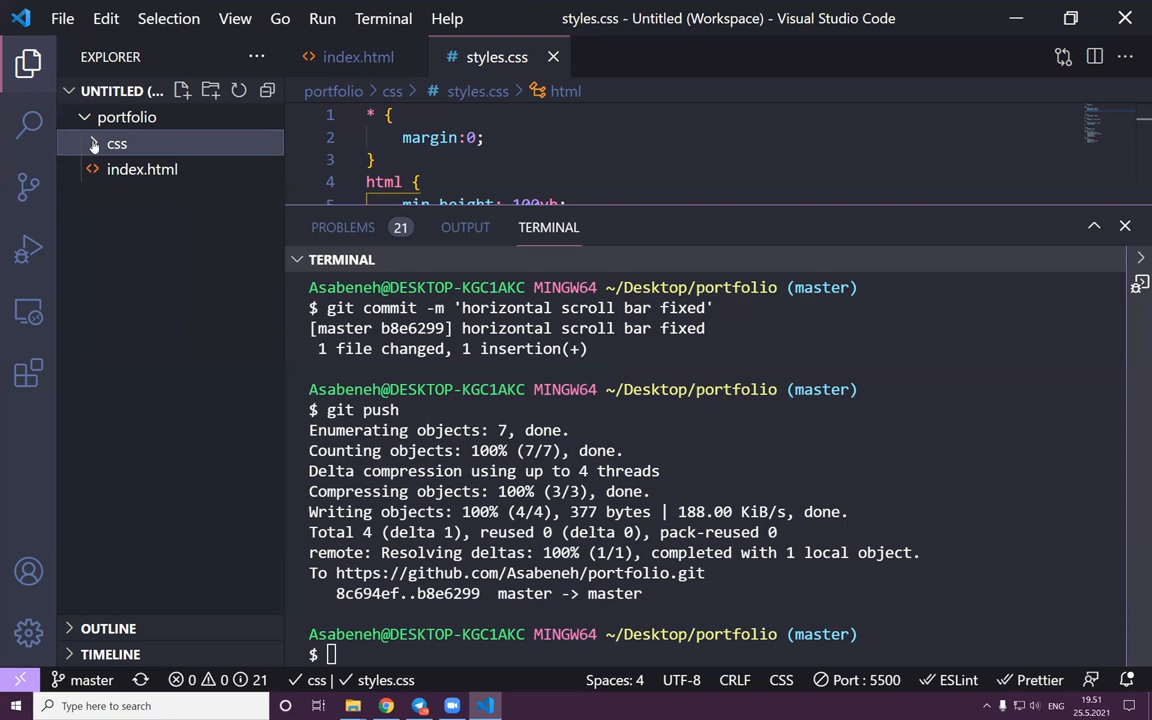 File Edit Selection View Go Run Terminal Help styles.css - Untitled (Workspace) - Visual Studio Code
EXPLORER
index.html
# styles.css
UNTITLED (...
portfolio > css > # styles.css > html
portfolio
css
index.html
1 * {
2 margin:0;
3 }
4 html {
5 min height: 100vh;
PROBLEMS 21 OUTPUT TERMINAL
TERMINAL
Asabeneh@DESKTOP-KGC1AKC MINGW64 ~/Desktop/portfolio (master)
$ git commit -m 'horizontal scroll bar fixed'
[master b8e6299] horizontal scroll bar fixed
1 file changed, 1 insertion(+)
Asabeneh@DESKTOP-KGC1AKC MINGW64 ~/Desktop/portfolio (master)
$ git push
Enumerating objects: 7, done.
Counting objects: 100% (7/7), done.
Delta compression using up to 4 threads
Compressing objects: 100% (3/3), done.
Writing objects: 100% (4/4), 377 bytes | 188.00 KiB/s, done.
Total 4 (delta 1), reused 0 (delta 0), pack-reused 0
remote: Resolving deltas: 100% (1/1), completed with 1 local object.
To https://github.com/Asabeneh/portfolio.git
8c694ef..b8e6299 master -> master
Asabeneh@DESKTOP-KGC1AKC MINGW64 ~/Desktop/portfolio (master)
$
OUTLINE
TIMELINE
master 0 0 21 css | styles.css Spaces: 4 UTF-8 CRLF CSS Port : 5500 ESLint Prettier
Type here to search
ENG
19.51
25.5.2021